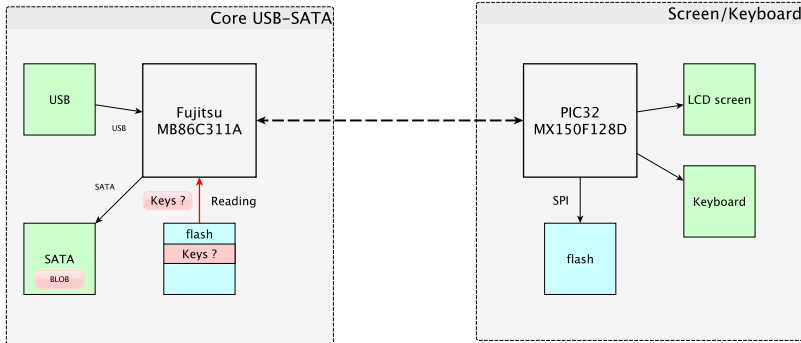 Core USB-SATA
Screen/Keyboard
USB
Fujitsu
MB86C311A
USB
SATA
Keys ?
Reading
SATA
BLOB
flash
Keys ?
PIC32
MX150F128D
LCD screen
Keyboard
SPI
flash